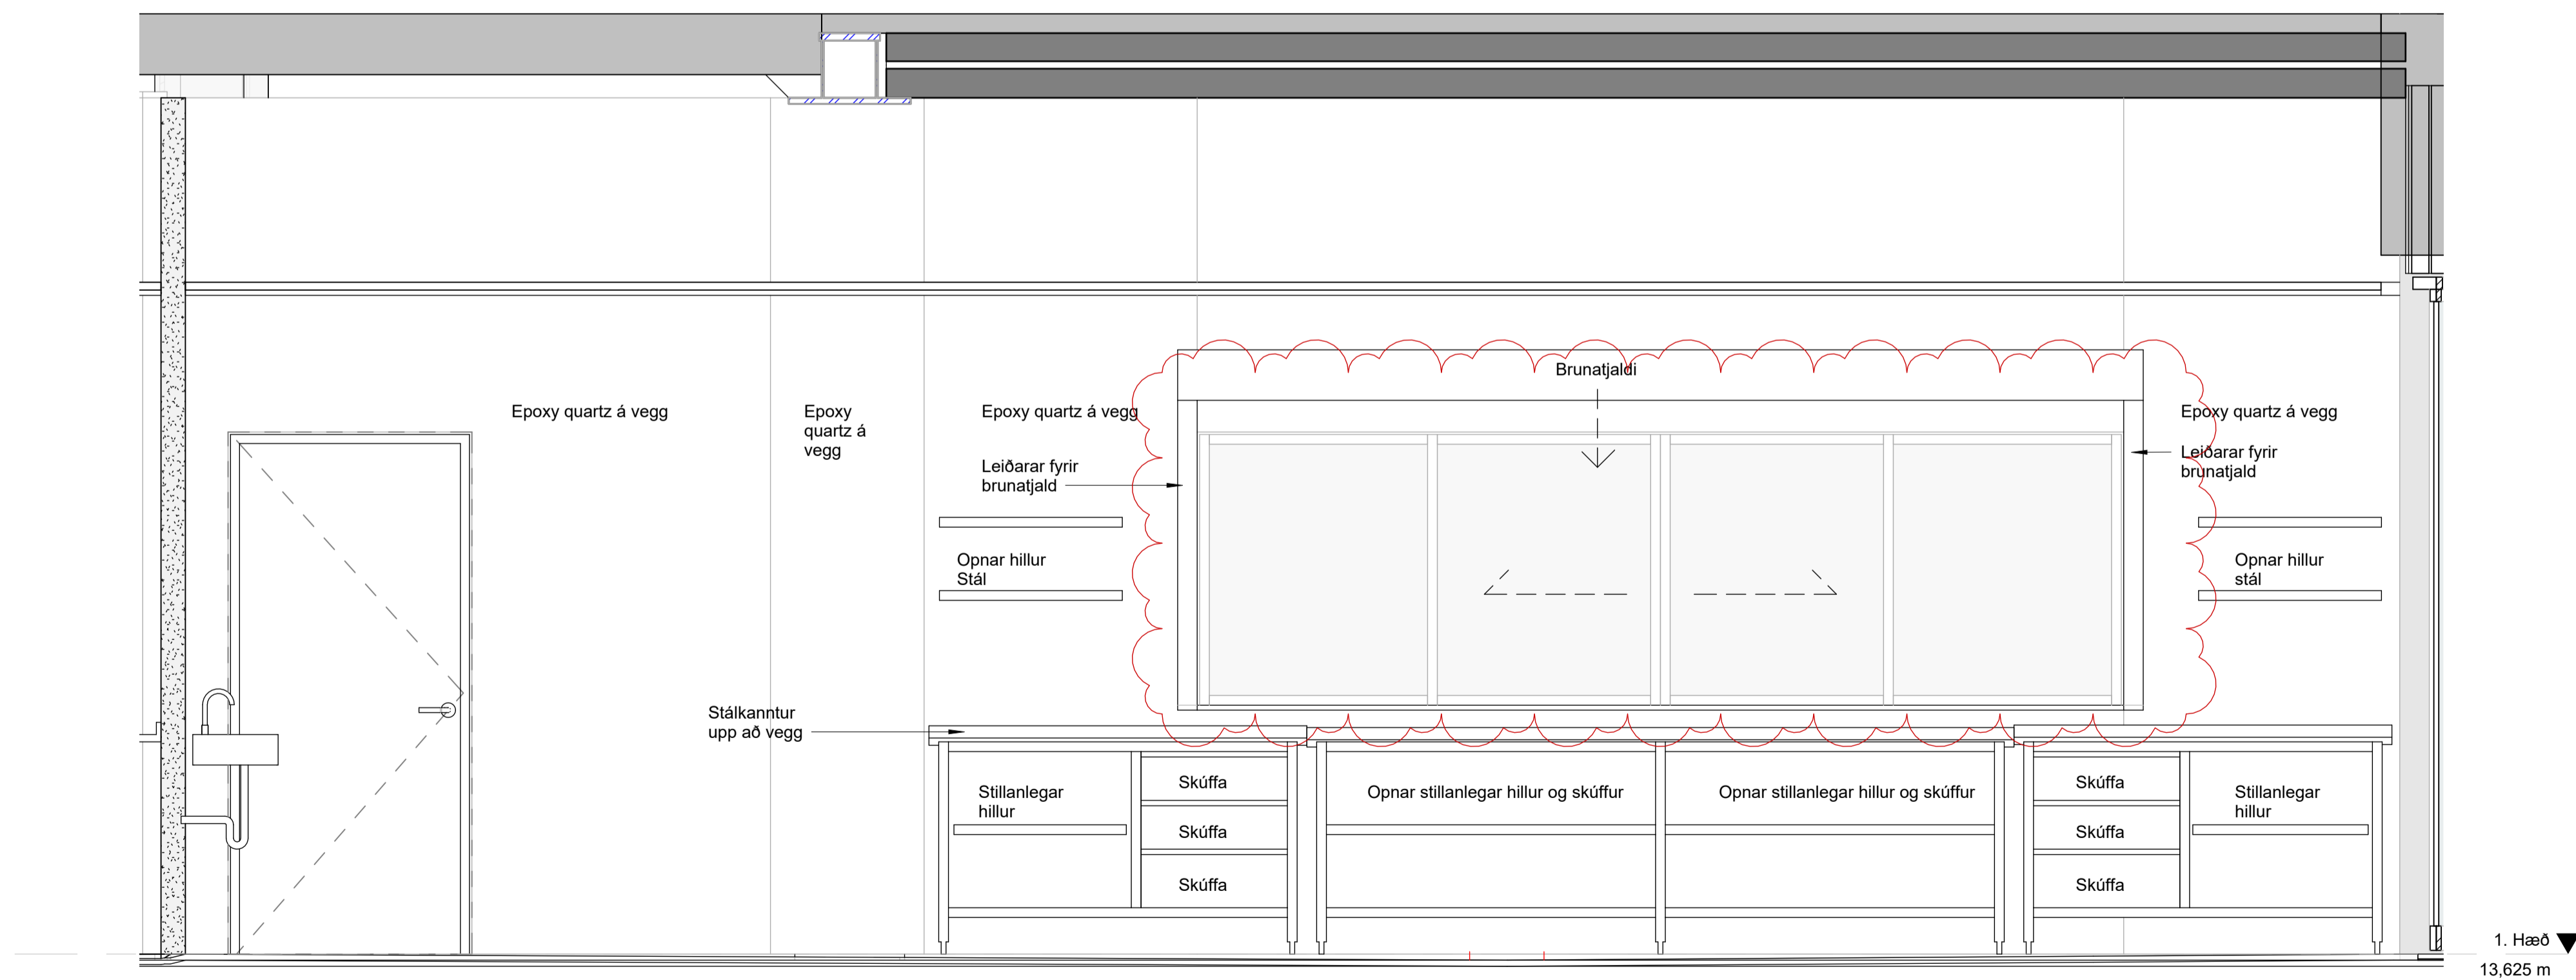 Brunatjaldi
Epoxy quartz á vegg
Epoxy
quartz á
vegg
Epoxy quartz á vegg
Epoxy quartz á vegg
Leiðarar fyrir
brunatjald
Leiðarar fyrir
brunatjald
Opnar hillur
Stál
Opnar hillur
stál
Stálkanntur
upp að vegg
Stillanlegar
hillur
Skúffa
Skúffa
Skúffa
Opnar stillanlegar hillur og skúffur
Opnar stillanlegar hillur og skúffur
Skúffa
Skúffa
Skúffa
Stillanlegar
hillur
1. Hæð
13,625 m